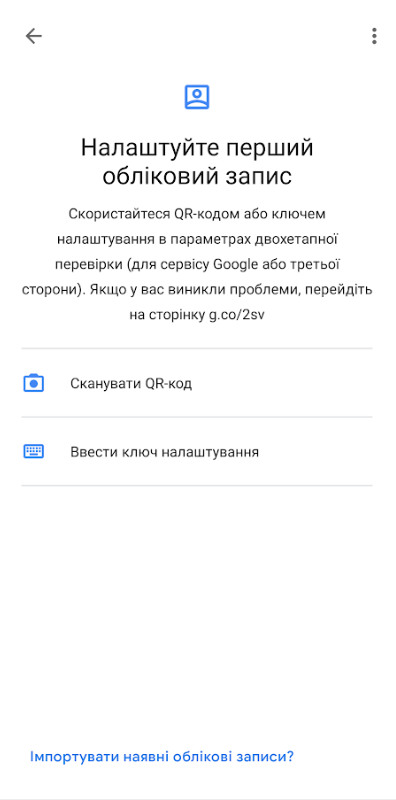 Налаштуйте перший
обліковий запис
Скористайтеся QR-кодом або ключем
налаштування в параметрах двохетапної
перевірки (для сервісу Google або третьої
сторони). Якщо у вас виникли проблеми, перейдіть
на сторінку g.co/2sv
Сканувати QR-код
Ввести ключ налаштування
Імпортувати наявні облікові записи?